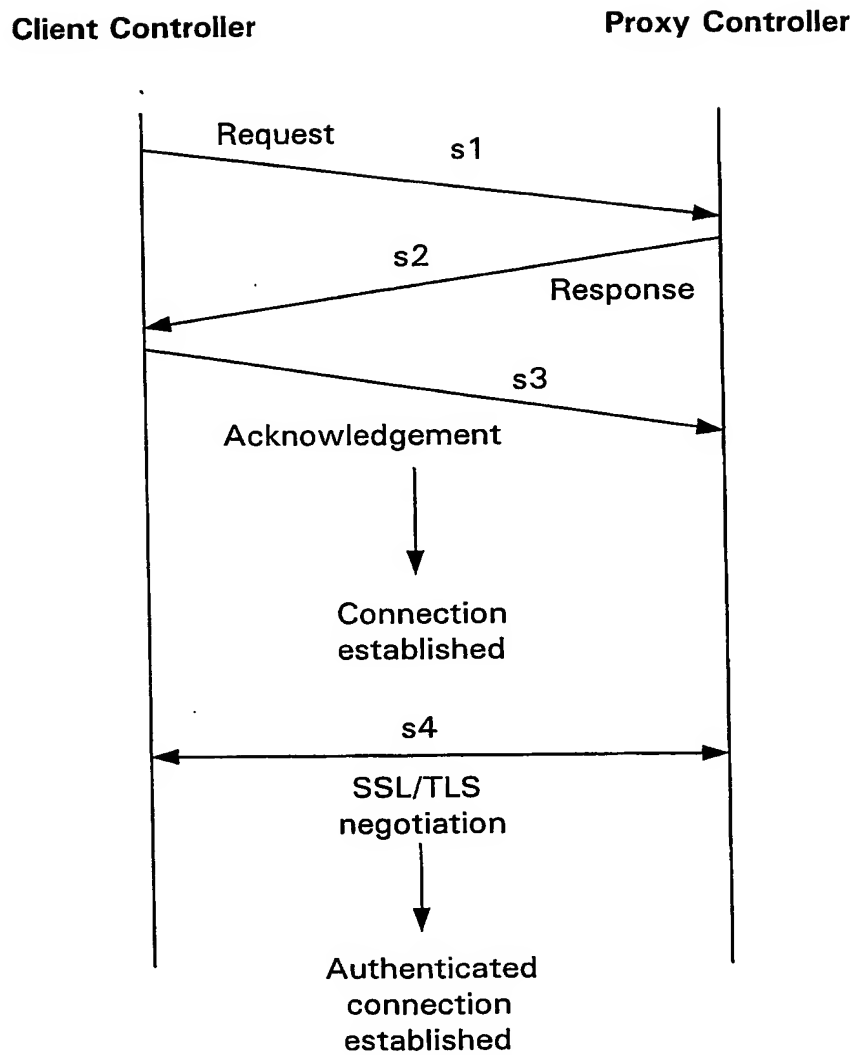 Client Controller
Proxy Controller
Request
s1
s2
Response
s3
Acknowledgement
Connection
established
s4
SSL/TLS
negotiation
Authenticated
connection
established